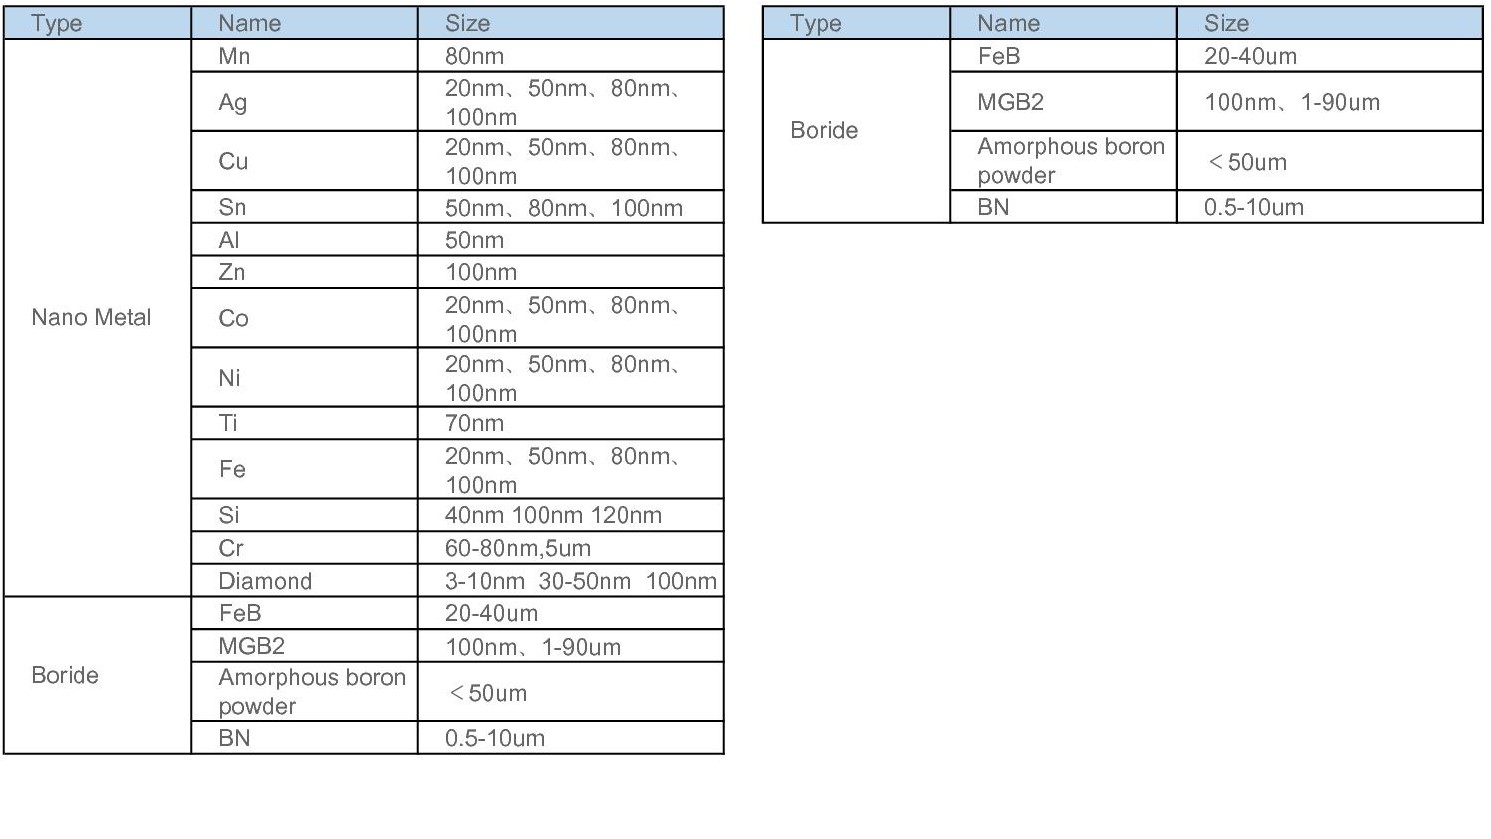 Type Name Size
Mn 80nm
Ag 20nm、50nm、80nm、
100nm
Cu 20nm、50nm、80nm、
100nm
Sn 50nm、80nm、100nm
Al 50nm
Zn 100nm
Nano Metal Co 20nm、50nm、80nm、
100nm
Ni 20nm、50nm、80nm、
100nm
Ti 70nm
Fe 20nm、50nm、80nm、
100nm
Si 40nm 100nm 120nm
Cr 60-80nm,5um
Diamond 3-10nm 30-50nm 100nm
FeB 20-40um
MGB2 100nm、1-90um
Boride Amorphous boron
powder ＜50um
BN 0.5-10um
Type Name Size
FeB 20-40um
MGB2 100nm、1-90um
Boride Amorphous boron
powder ＜50um
BN 0.5-10um